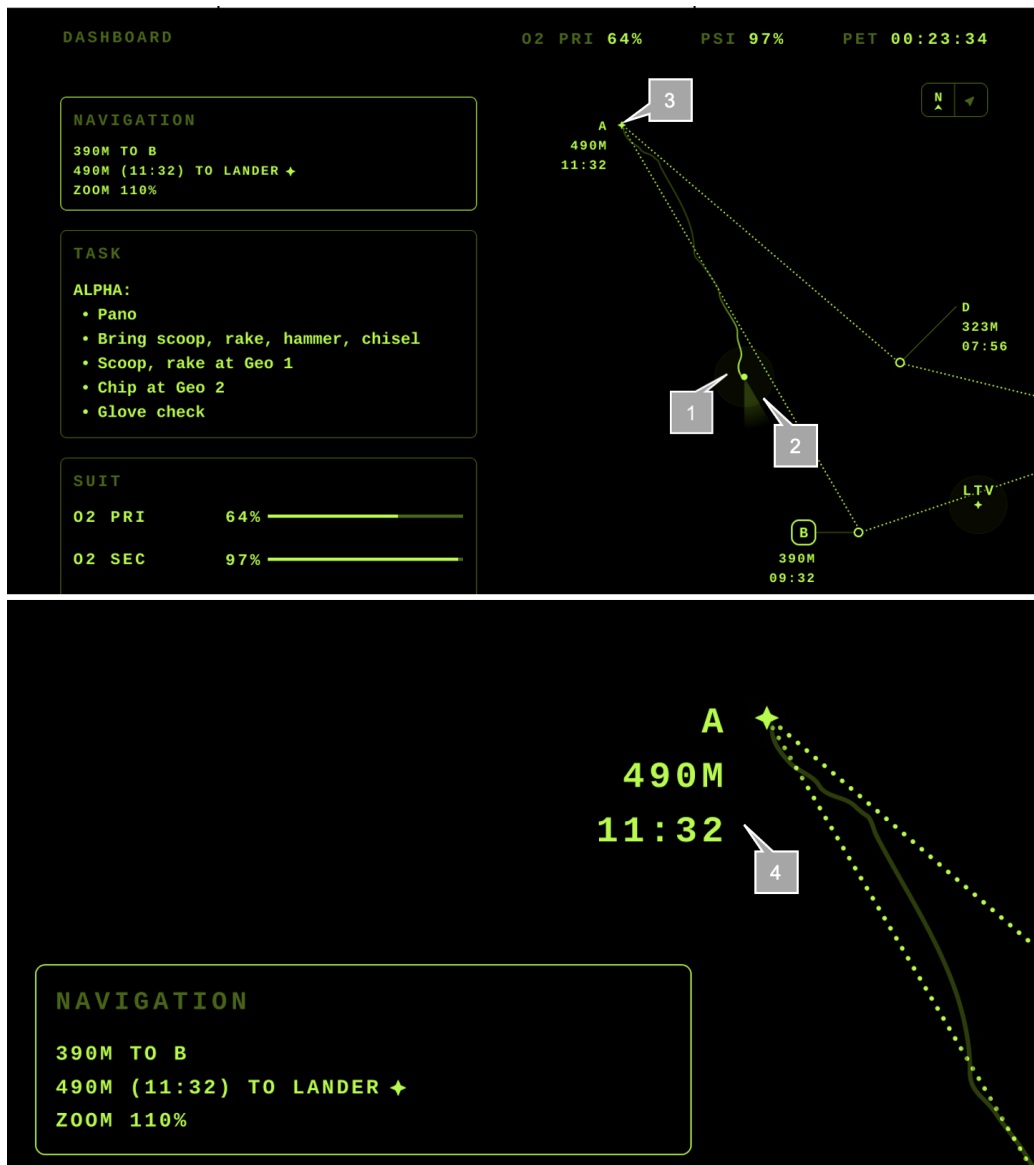 DASHBOARD
O2 PRI 64% PSI 97% PET 00:23:34
NAVIGATION
390M TO B
490M (11:32) TO LANDER
ZOOM 110%
TASK
ALPHA:
• Pano
• Bring scoop, rake, hammer, chisel
• Scoop, rake at Geo 1
• Chip at Geo 2
• Glove check
SUIT
O2 PRI 64%
O2 SEC 97%
N
3
A
490M
11:32
D
323M
07:56
1
2
LTV
B
390M
09:32
A
490M
11:32
4
NAVIGATION
390M TO B
490M (11:32) TO LANDER
ZOOM 110%